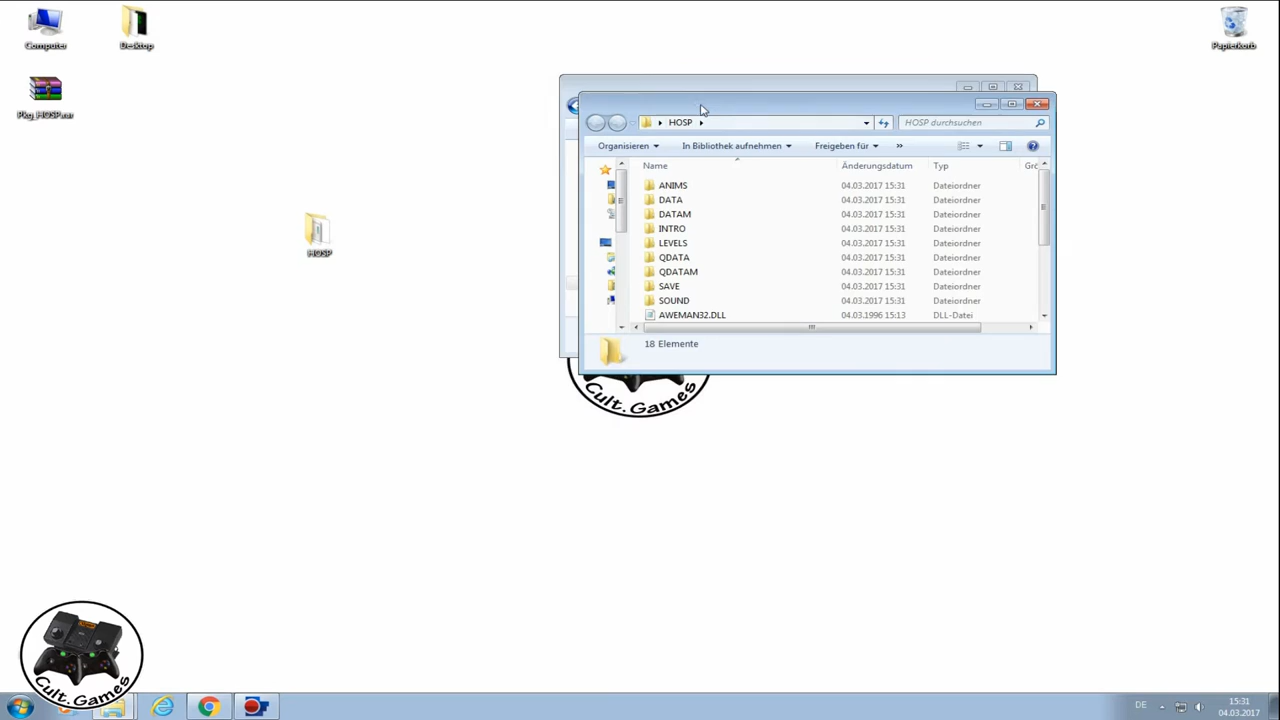 Computer
Desktop
Papierkorb
Pkg_HOSP.rar
HOSP
HOSP
HOSP durchsuchen
Organisieren
In Bibliothek aufnehmen
Freigeben für
»
Name
Änderungsdatum
Typ
Grö
ANIMS 04.03.2017 15:31 Dateiordner
DATA 04.03.2017 15:31 Dateiordner
DATAM 04.03.2017 15:31 Dateiordner
INTRO 04.03.2017 15:31 Dateiordner
LEVELS 04.03.2017 15:31 Dateiordner
QDATA 04.03.2017 15:31 Dateiordner
QDATAM 04.03.2017 15:31 Dateiordner
SAVE 04.03.2017 15:31 Dateiordner
SOUND 04.03.2017 15:31 Dateiordner
AWEMAN32.DLL 04.03.1996 15:13 DLL-Datei
18 Elemente
Cult.Games
Cult.Games
DE
15:31
04.03.2017